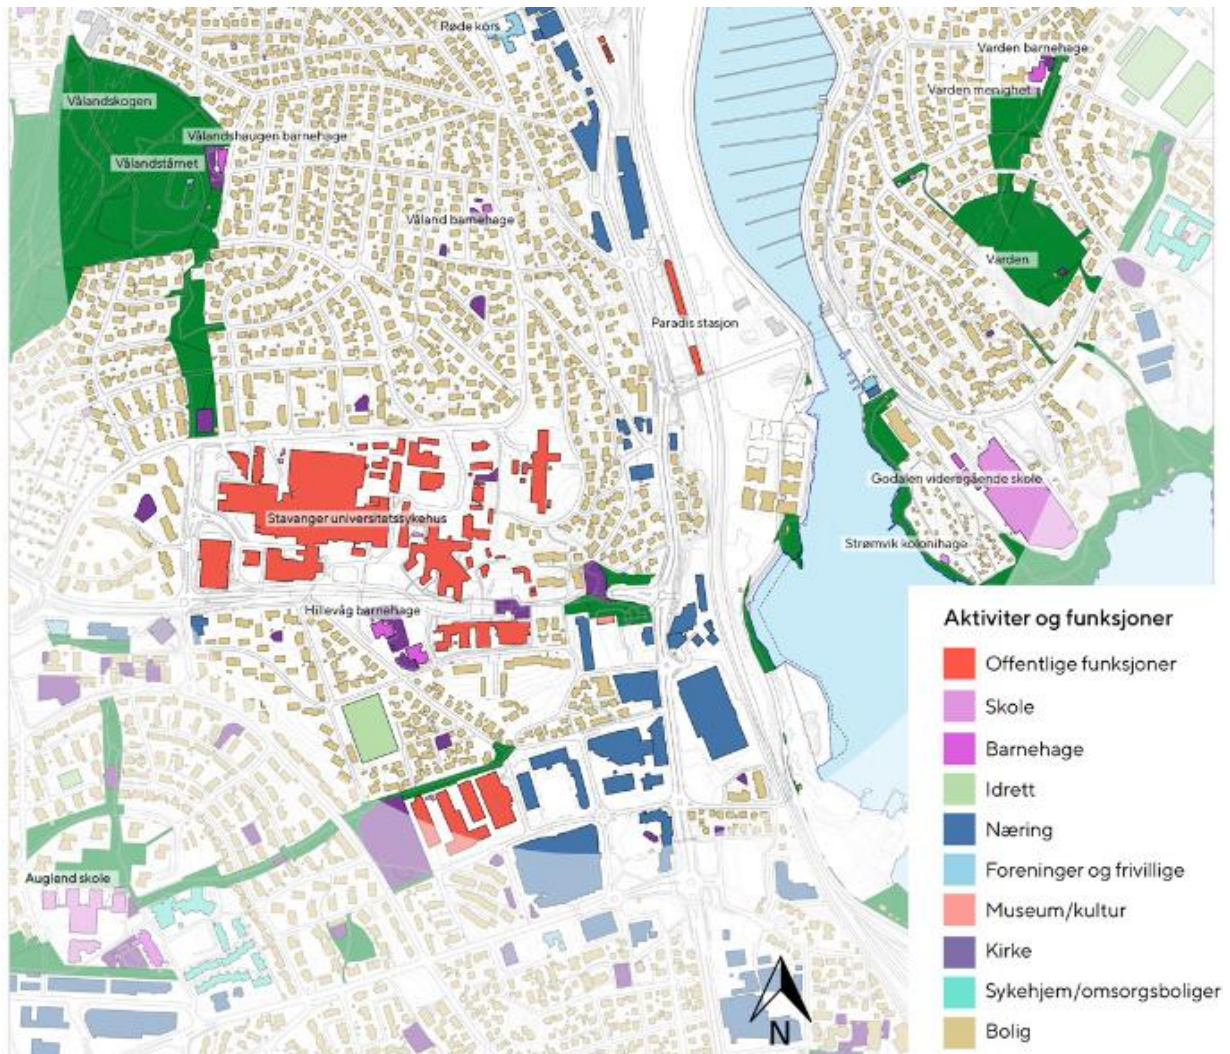 Røde kors
Varden barnehage
Varden menighet
Vålandskogen
Vålandshaugen barnehage
Vålandstårnet
Våland barnehage
Varden
Paradis stasjon
Godalen videregående skole
Stavanger universitetssykehus
Strømvik kolonihage
Hillevåg barnehage
Auglend skole
Aktiviter og funksjoner
Offentlige funksjoner
Skole
Barnehage
Idrett
Næring
Foreninger og frivillige
Museum/kultur
Kirke
Sykehjem/omsorgsboliger
Bolig
N